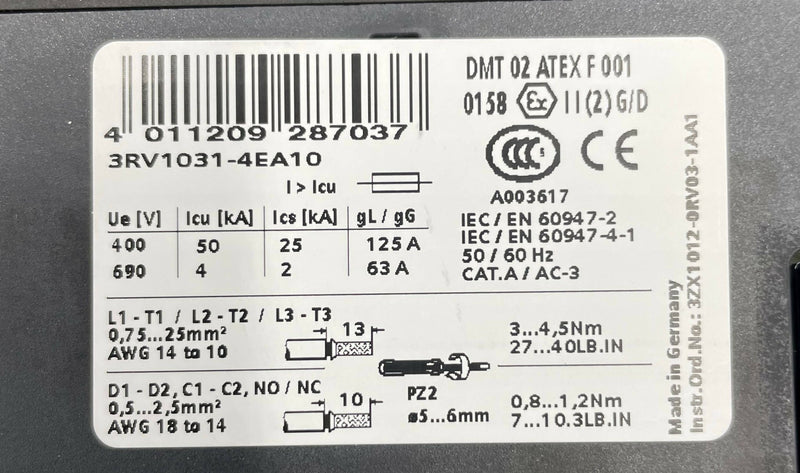 4 011209 287037
3RV1031-4EA10
I > Icu
Ue [V] Icu [kA] Ics [kA] gL / gG
400 50 25 125 A
690 4 2 63 A
DMT 02 ATEX F 001
0158 Ex II (2) G/D
CCC S CE
A003617
IEC / EN 60947-2
IEC / EN 60947-4-1
50 / 60 Hz
CAT.A / AC-3
L1 - T1 / L2 - T2 / L3 - T3
0,75...25mm²
AWG 14 to 10
13
3...4,5Nm
27...40LB.IN
D1 - D2, C1 - C2, NO / NC
0,5...2,5mm²
AWG 18 to 14
10
PZ2
ø5...6mm
0,8...1,2Nm
7...10.3LB.IN
Made in Germany
Instr.Ord.No.: 3ZX1012-0RV03-1AA1